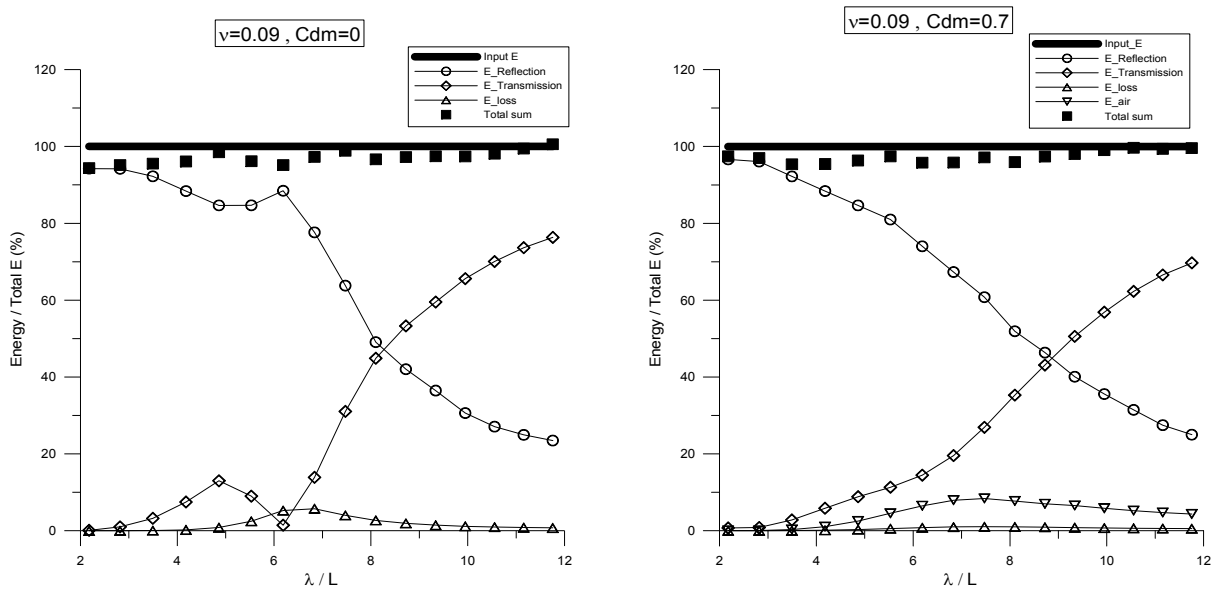 ν=0.09 , Cdm=0
Input E
E_Reflection
E_Transmission
E_loss
Total sum
120
100
80
60
40
20
0
Energy / Total E (%)
2 4 6 8 10 12
λ / L
ν=0.09, Cdm=0.7
Input_E
E_Reflection
E_Transmission
E_loss
E_air
Total sum
120
100
80
60
40
20
0
Energy / Total E (%)
2 4 6 8 10 12
λ / L